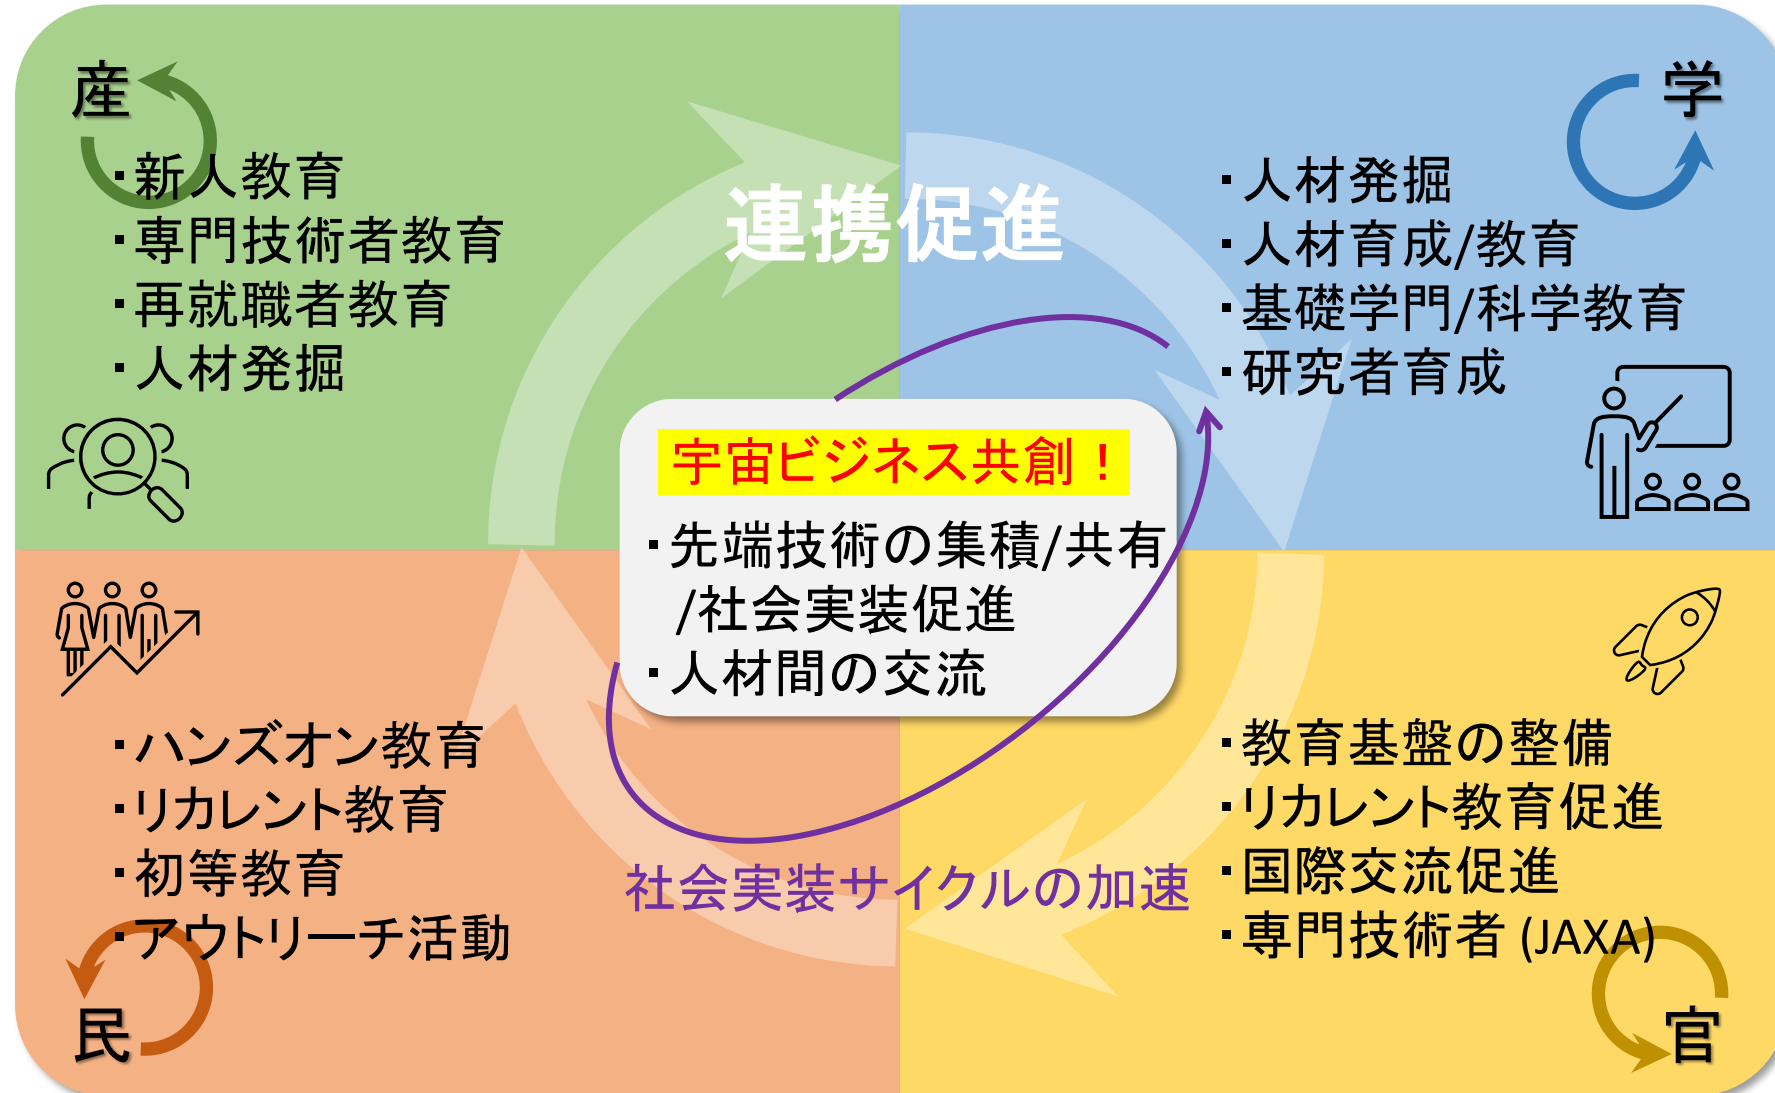 産
・新人教育
・専門技術者教育
・再就職者教育
・人材発掘
学
・人材発掘
・人材育成/教育
・基礎学門/科学教育
・研究者育成
連携促進
宇宙ビジネス共創！
・先端技術の集積/共有
/社会実装促進
・人材間の交流
社会実装サイクルの加速
・ハンズオン教育
・リカレント教育
・初等教育
・アウトリーチ活動
民
・教育基盤の整備
・リカレント教育促進
・国際交流促進
・専門技術者 (JAXA)
官